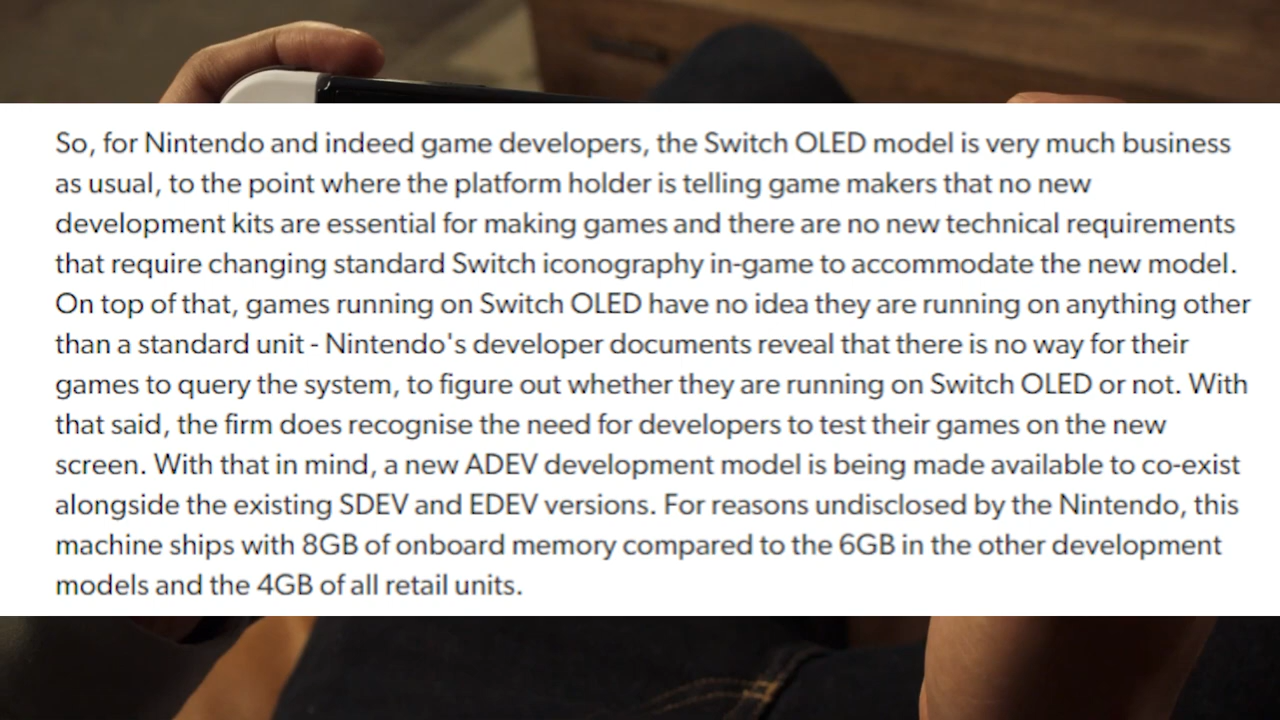 So, for Nintendo and indeed game developers, the Switch OLED model is very much business
as usual, to the point where the platform holder is telling game makers that no new
development kits are essential for making games and there are no new technical requirements
that require changing standard Switch iconography in-game to accommodate the new model.
On top of that, games running on Switch OLED have no idea they are running on anything other
than a standard unit - Nintendo's developer documents reveal that there is no way for their
games to query the system, to figure out whether they are running on Switch OLED or not. With
that said, the firm does recognise the need for developers to test their games on the new
screen. With that in mind, a new ADEV development model is being made available to co-exist
alongside the existing SDEV and EDEV versions. For reasons undisclosed by the Nintendo, this
machine ships with 8GB of onboard memory compared to the 6GB in the other development
models and the 4GB of all retail units.